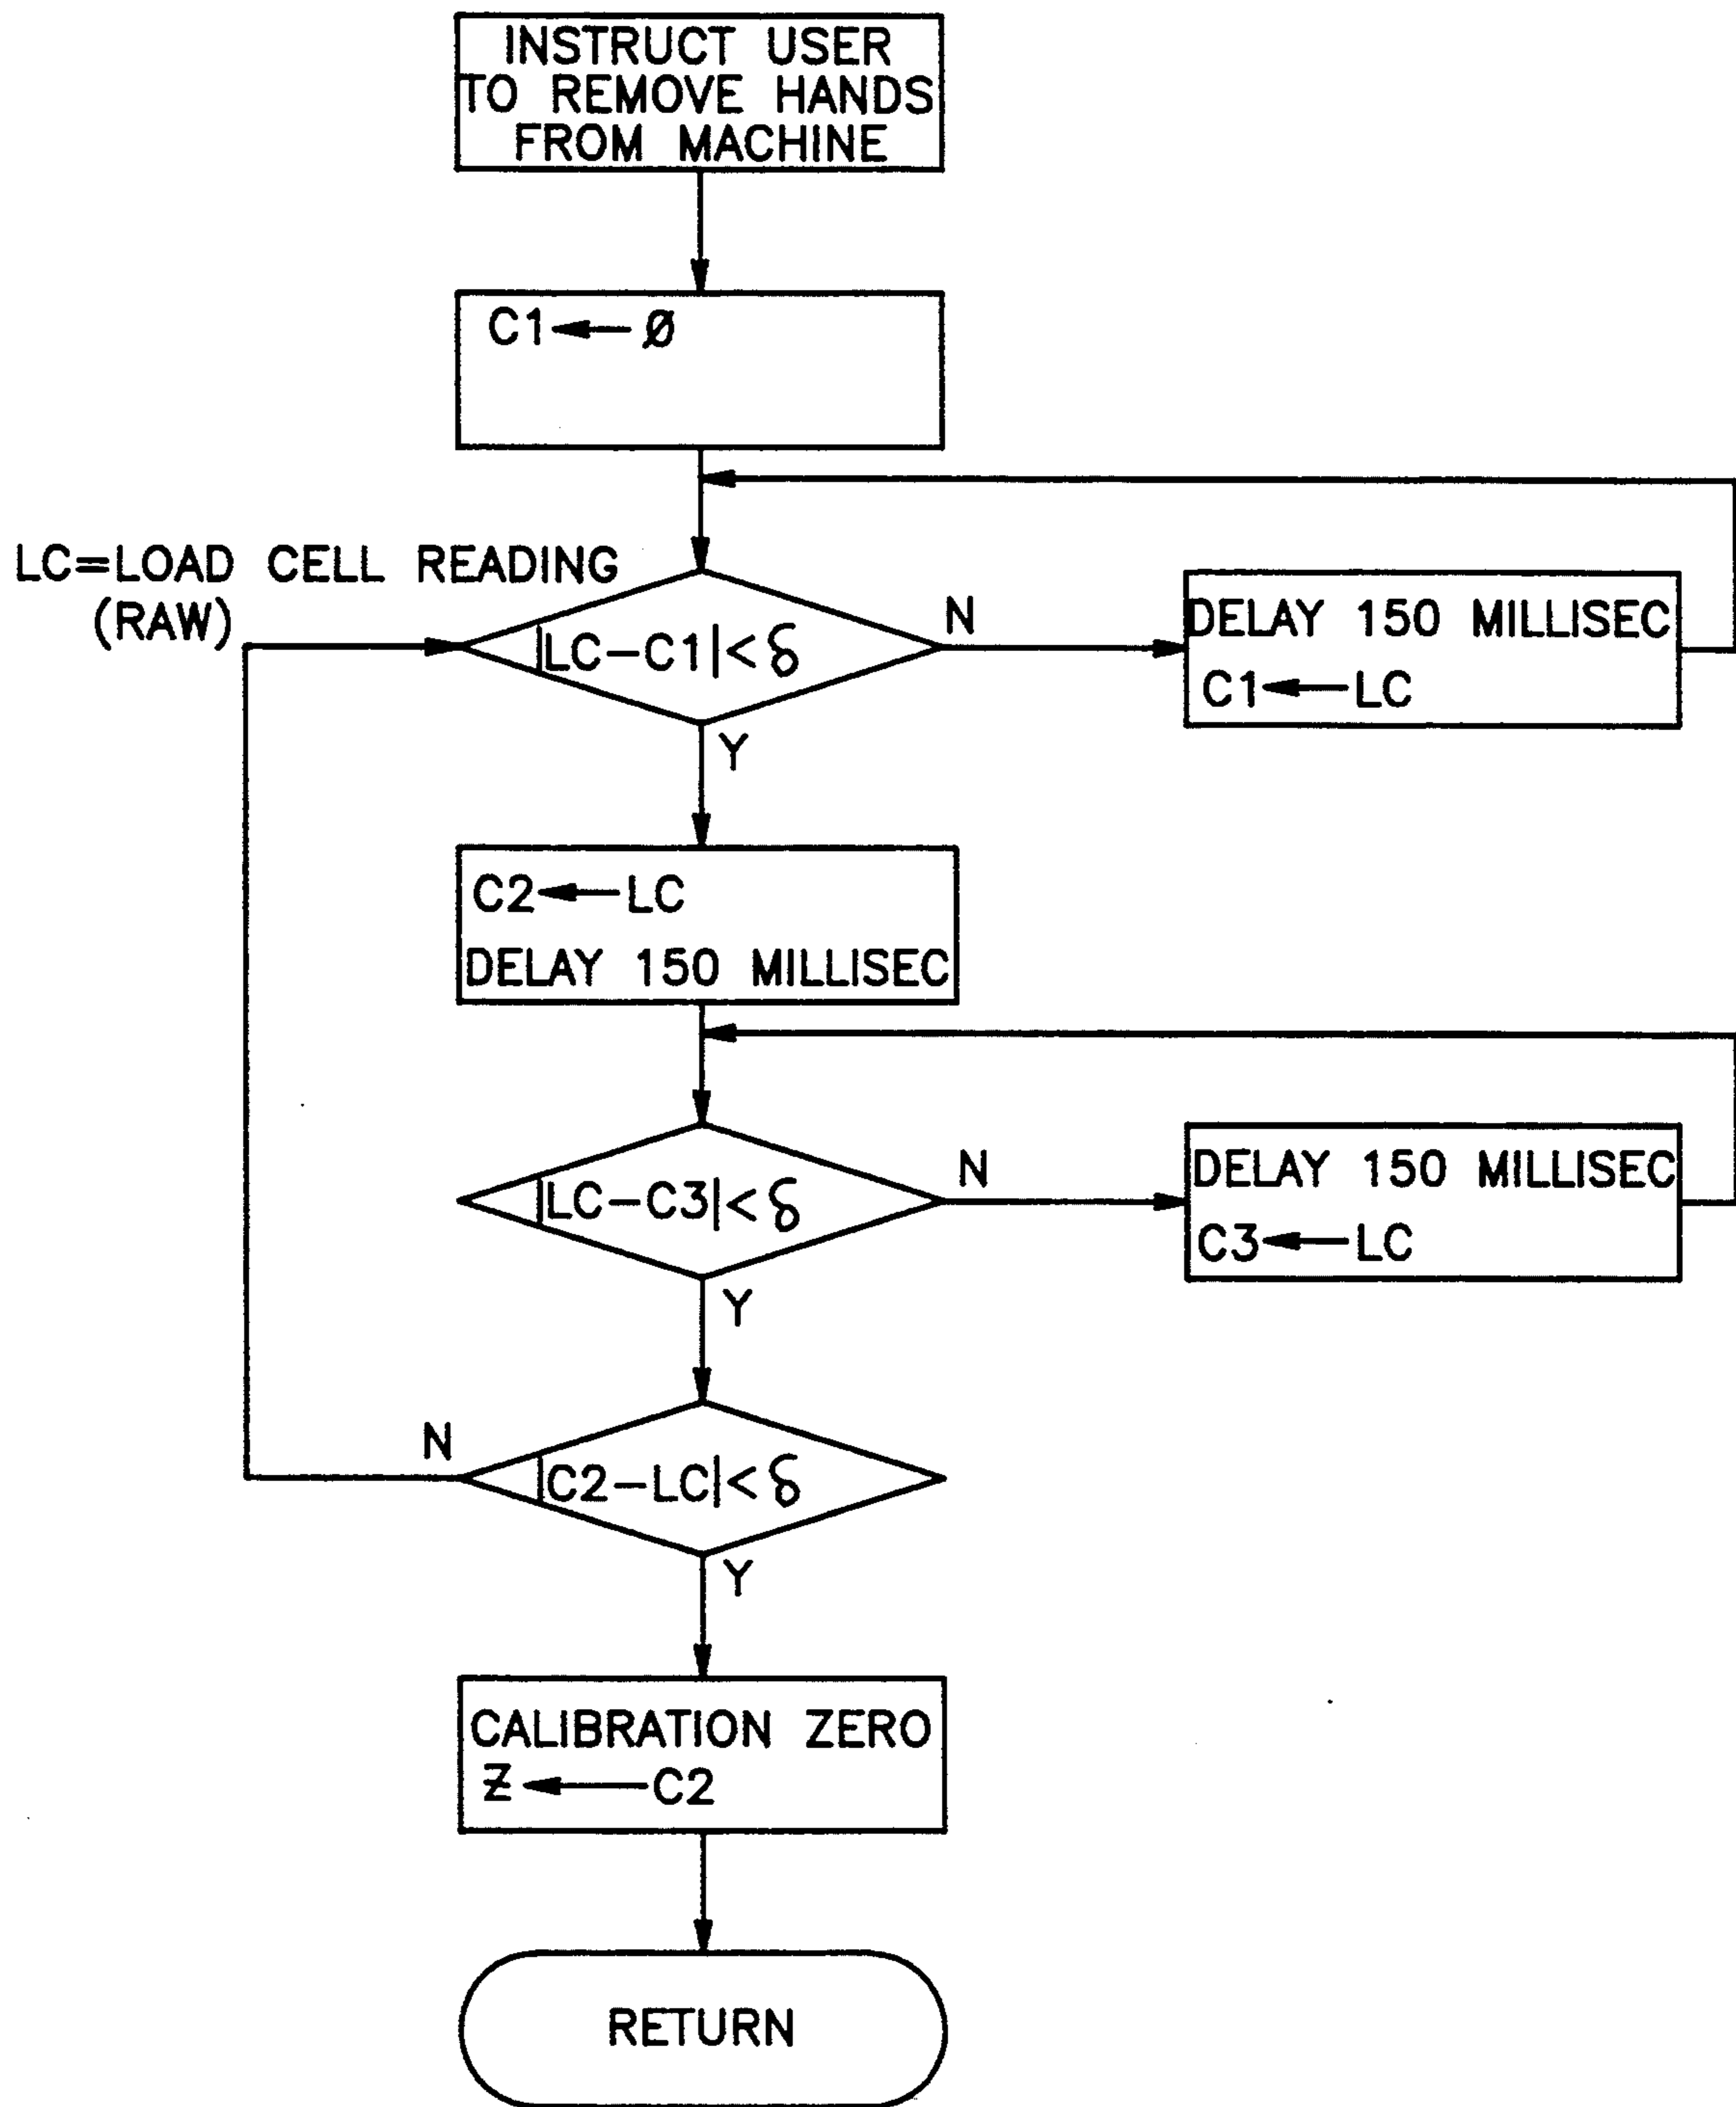 INSTRUCT USER
TO REMOVE HANDS
FROM MACHINE
C1 ← Ø
LC=LOAD CELL READING
(RAW)
|LC-C1|<δ
N
DELAY 150 MILLISEC
C1 ← LC
Y
C2 ← LC
DELAY 150 MILLISEC
|LC-C3|<δ
N
DELAY 150 MILLISEC
C3 ← LC
Y
N
|C2-LC|<δ
Y
CALIBRATION ZERO
Z ← C2
RETURN